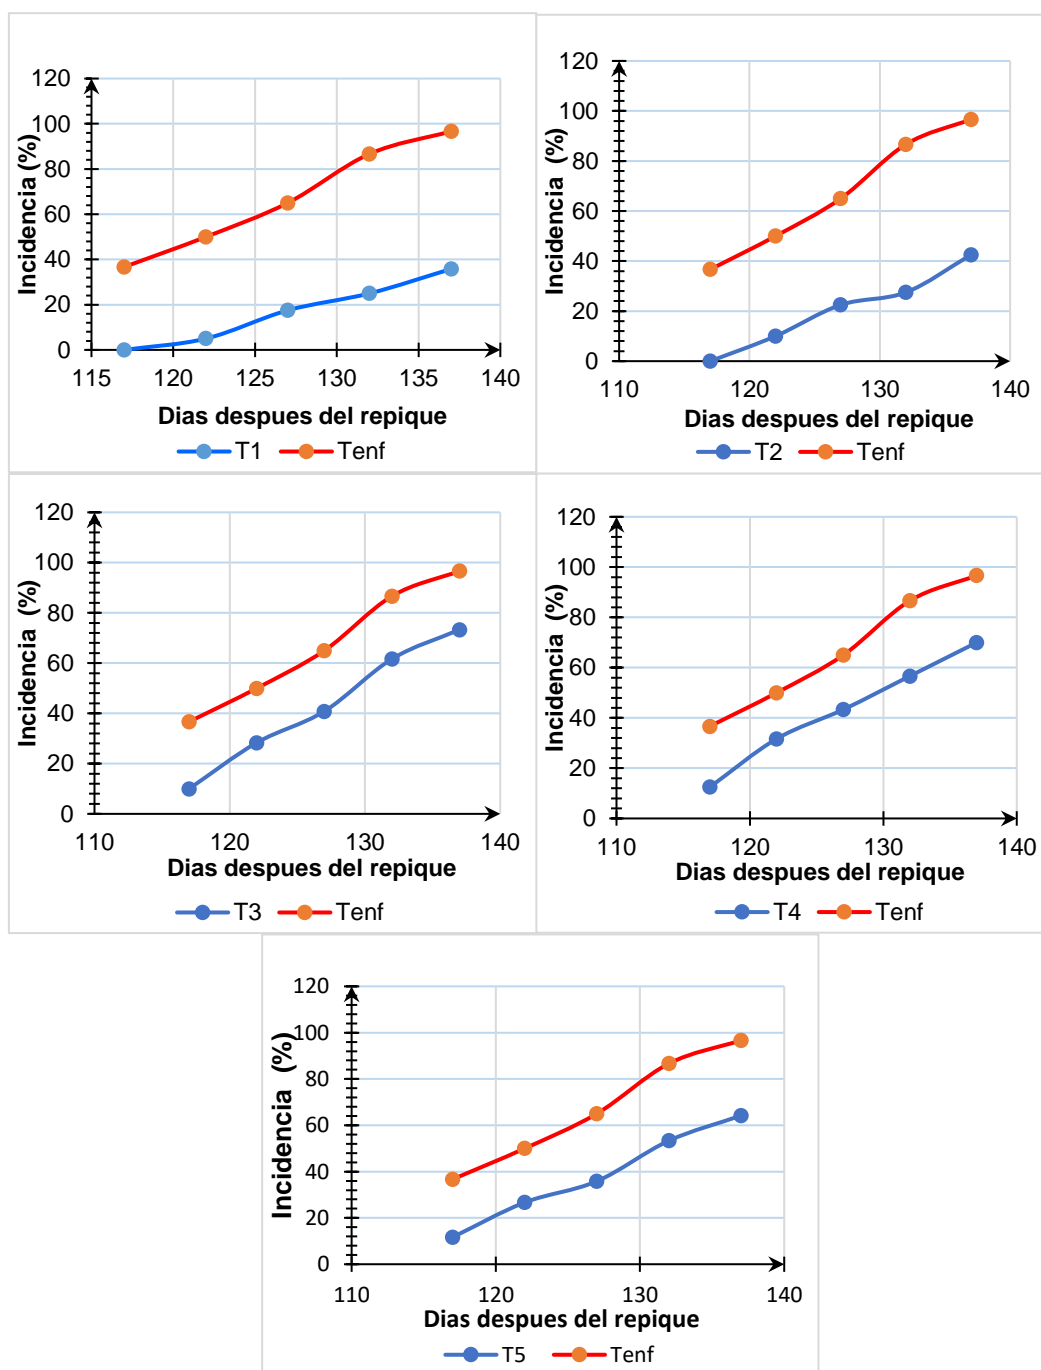 120
100
80
60
40
20
0
Incidencia (%)
115 120 125 130 135 140
Dias despues del repique
T1 Tenf
120
100
80
60
40
20
0
Incidencia (%)
110 120 130 140
Dias despues del repique
T2 Tenf
120
100
80
60
40
20
0
Incidencia (%)
110 120 130 140
Dias despues del repique
T3 Tenf
120
100
80
60
40
20
0
Incidencia (%)
110 120 130 140
Dias despues del repique
T4 Tenf
120
100
80
60
40
20
0
Incidencia (%)
110 120 130 140
Dias despues del repique
T5 Tenf